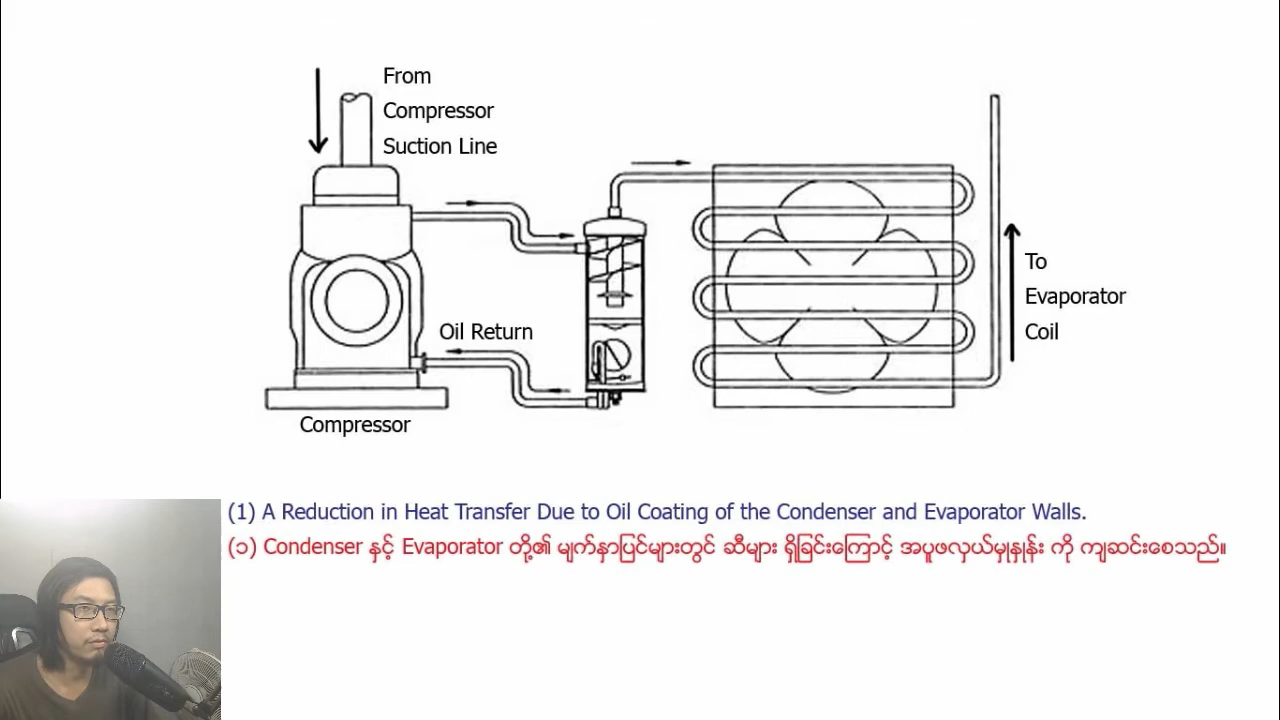 From
Compressor
Suction Line
To
Evaporator
Coil
Oil Return
Compressor
(1) A Reduction in Heat Transfer Due to Oil Coating of the Condenser and Evaporator Walls.
(၁) Condenser နှင့် Evaporator တို့၏ မျက်နှာပြင်များတွင် ဆီများ ရှိခြင်းကြောင့် အပူဖလှယ်မှုနှုန်း ကို ကျဆင်းစေသည်။